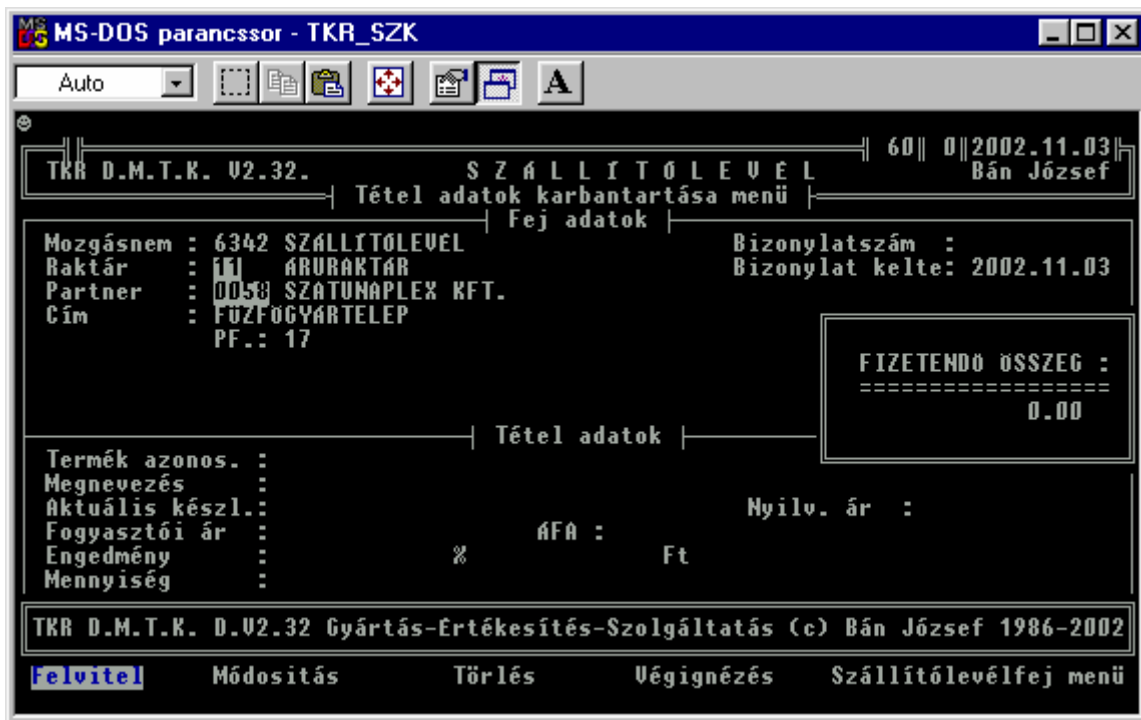 MS-DOS parancssor - TKR_SZK
Auto
A
60 0 2002.11.03
TKR D.M.T.K. V2.32. S Z Á L L Í T Ó L E V É L Bán József
Tétel adatok karbantartása menü
Fej adatok
Mozgásnem : 6342 SZÁLLÍTÓLEVÉL Bizonylatszám :
Raktár : 11 ÁRURAKTÁR Bizonylat kelte: 2002.11.03
Partner : 0058 SZATUNAPLEX KFT.
Cím : FŰZFŐGYÁRTELEP
PF.: 17
FIZETENDŐ ÖSSZEG :
==================
0.00
Tétel adatok
Termék azonos. :
Megnevezés :
Aktuális készl.: Nyilv. ár :
Fogyasztói ár : ÁFA :
Engedmény : % Ft
Mennyiség :
TKR D.M.T.K. D.V2.32 Gyártás-Értékesítés-Szolgáltatás (c) Bán József 1986-2002
Felvitel Módositás Törlés Végignézés Szállítólevélfej menü